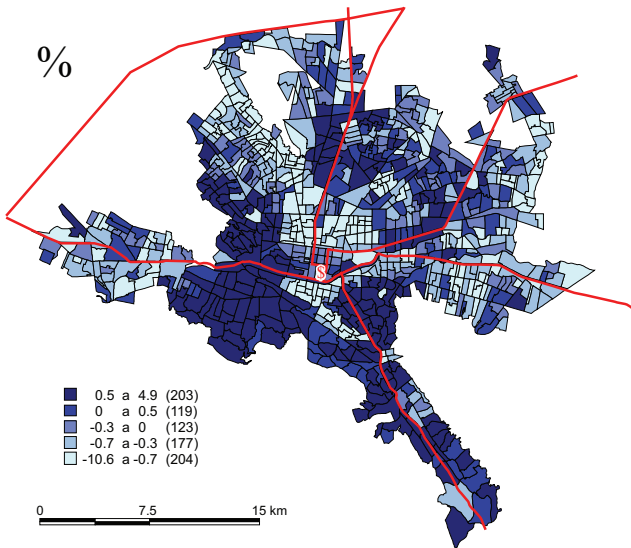 %
$
0.5 a 4.9 (203)
0 a 0.5 (119)
-0.3 a 0 (123)
-0.7 a -0.3 (177)
-10.6 a -0.7 (204)
0 7.5 15 km